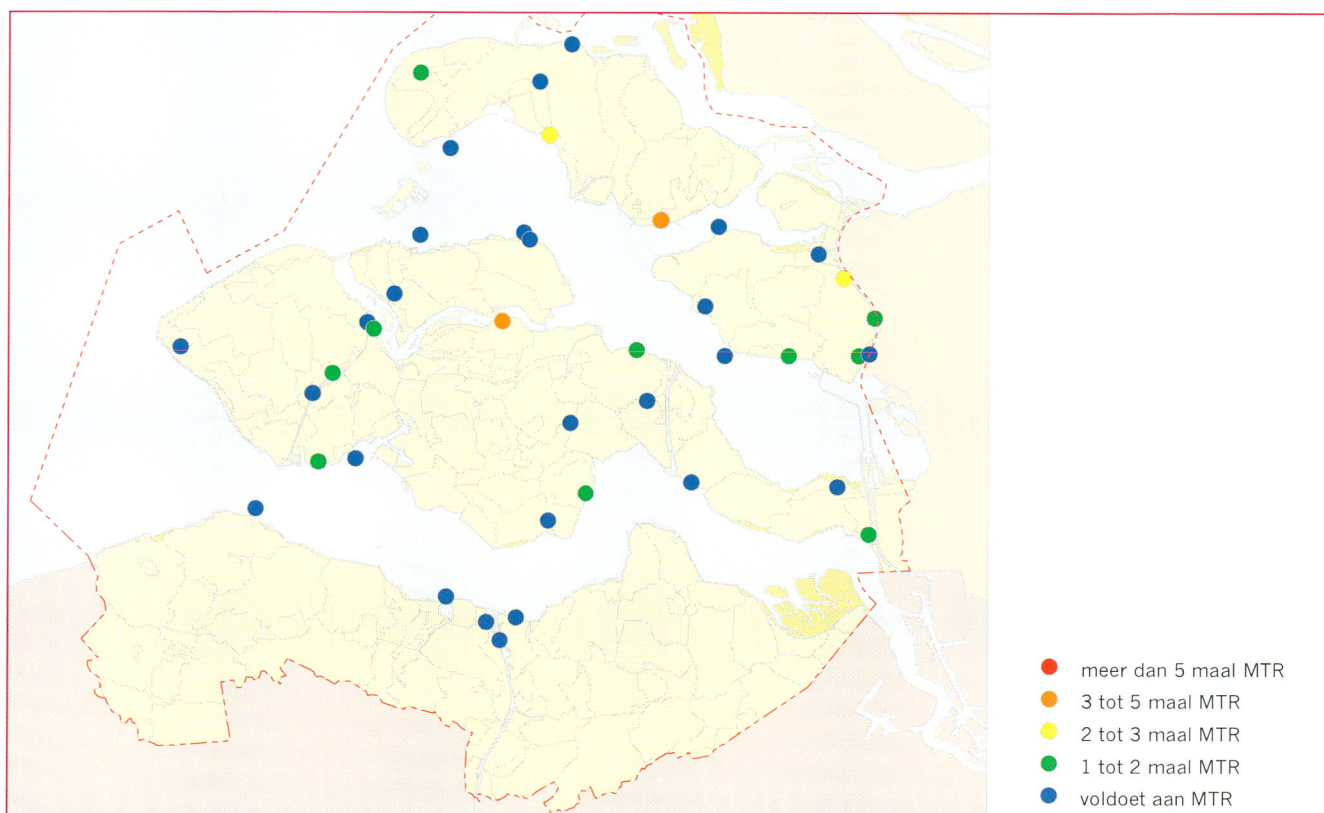 meer dan 5 maal MTR
3 tot 5 maal MTR
2 tot 3 maal MTR
1 tot 2 maal MTR
voldoet aan MTR